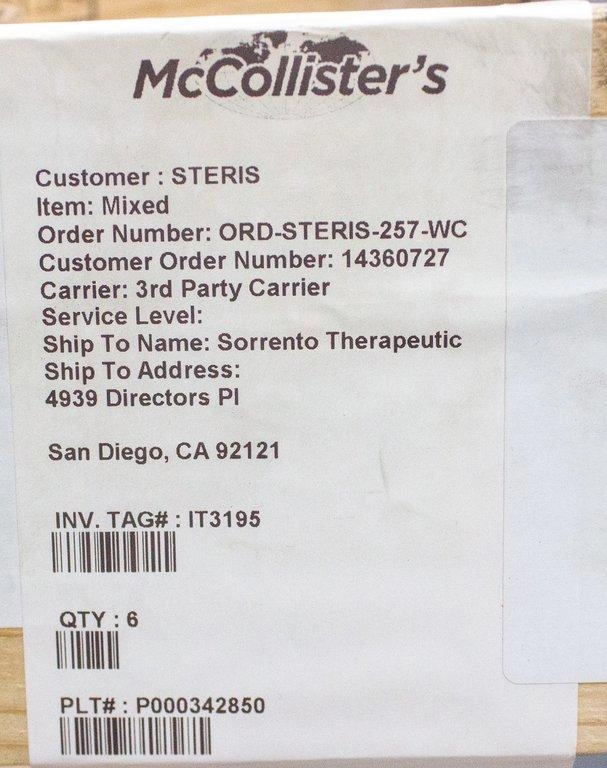 McCollister's
Customer : STERIS
Item: Mixed
Order Number: ORD-STERIS-257-WC
Customer Order Number: 14360727
Carrier: 3rd Party Carrier
Service Level:
Ship To Name: Sorrento Therapeutic
Ship To Address:
4939 Directors Pl
San Diego, CA 92121
INV. TAG# : IT3195
QTY : 6
PLT# : P000342850